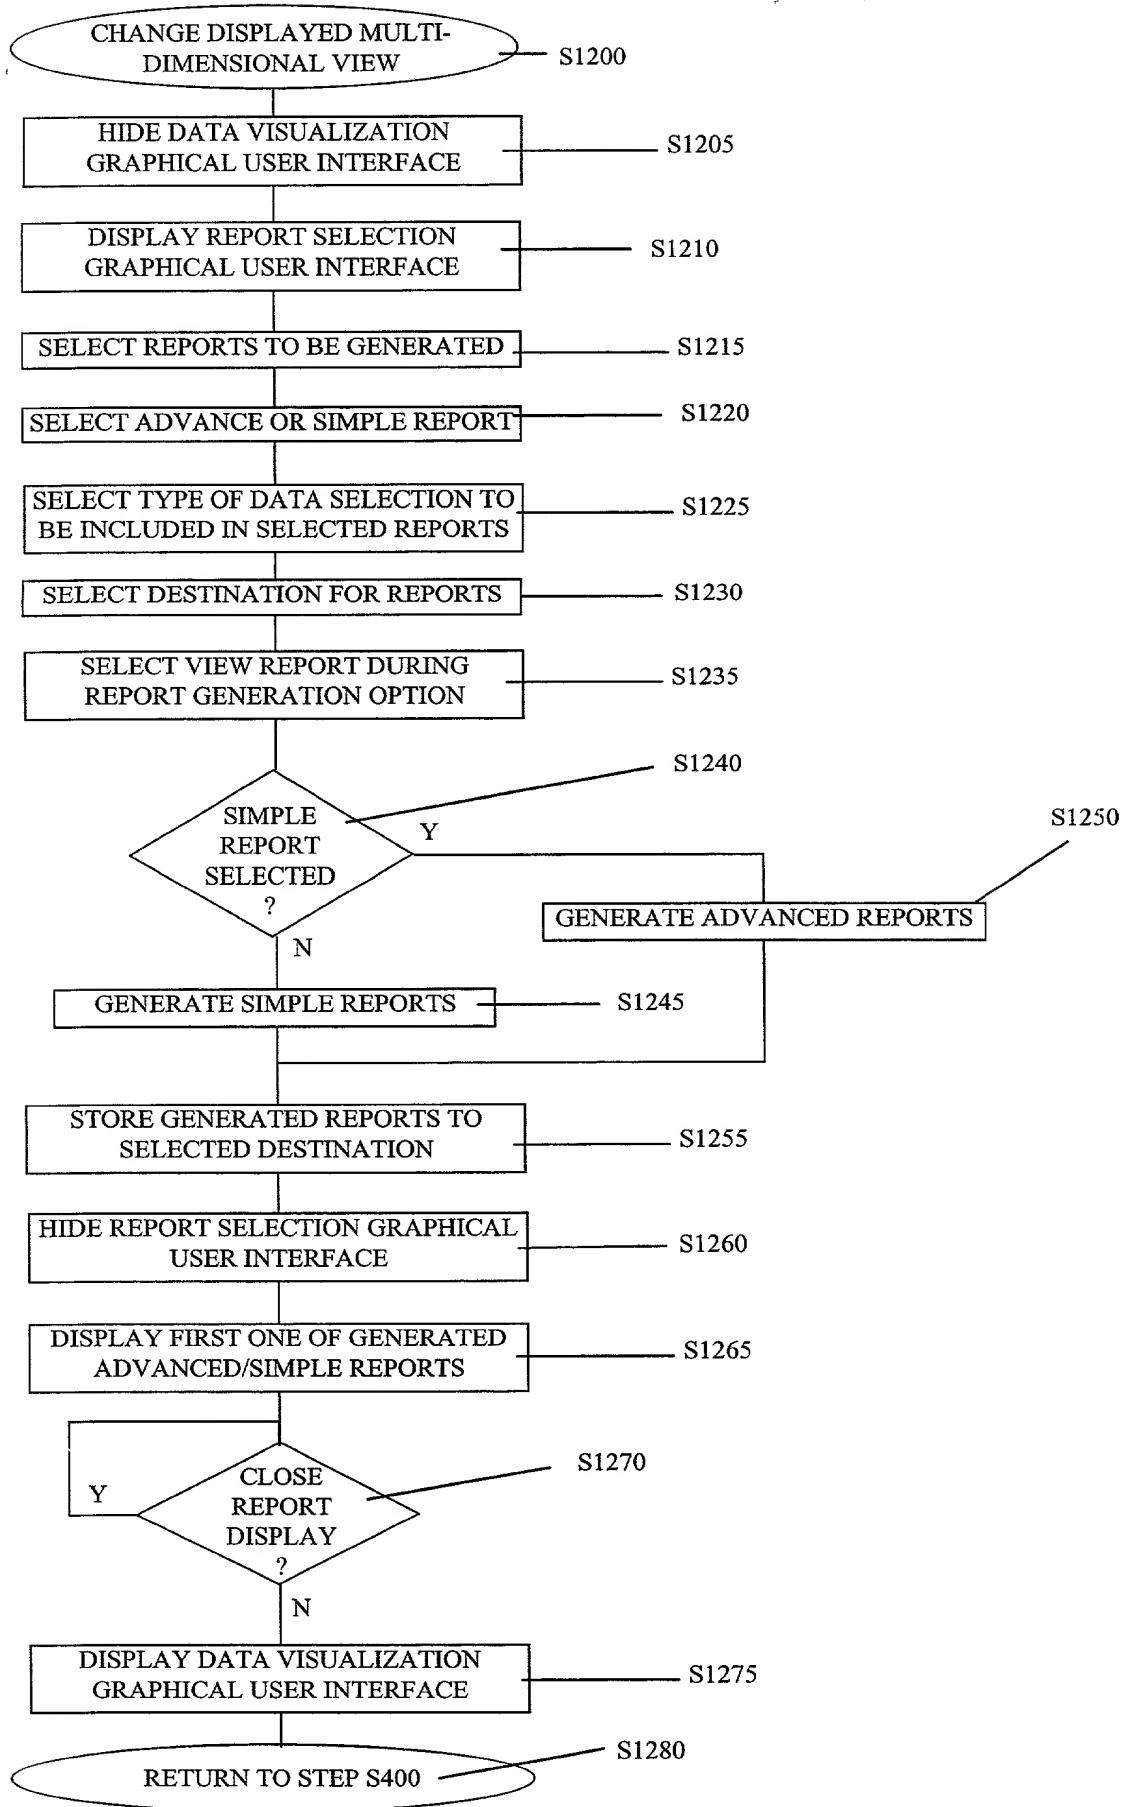 CHANGE DISPLAYED MULTI-
DIMENSIONAL VIEW
S1200
HIDE DATA VISUALIZATION
GRAPHICAL USER INTERFACE
S1205
DISPLAY REPORT SELECTION
GRAPHICAL USER INTERFACE
S1210
SELECT REPORTS TO BE GENERATED
S1215
SELECT ADVANCE OR SIMPLE REPORT
S1220
SELECT TYPE OF DATA SELECTION TO
BE INCLUDED IN SELECTED REPORTS
S1225
SELECT DESTINATION FOR REPORTS
S1230
SELECT VIEW REPORT DURING
REPORT GENERATION OPTION
S1235
S1240
SIMPLE
REPORT
SELECTED
?
Y
S1250
GENERATE ADVANCED REPORTS
N
GENERATE SIMPLE REPORTS
S1245
STORE GENERATED REPORTS TO
SELECTED DESTINATION
S1255
HIDE REPORT SELECTION GRAPHICAL
USER INTERFACE
S1260
DISPLAY FIRST ONE OF GENERATED
ADVANCED/SIMPLE REPORTS
S1265
S1270
CLOSE
REPORT
DISPLAY
?
Y
N
DISPLAY DATA VISUALIZATION
GRAPHICAL USER INTERFACE
S1275
S1280
RETURN TO STEP S400